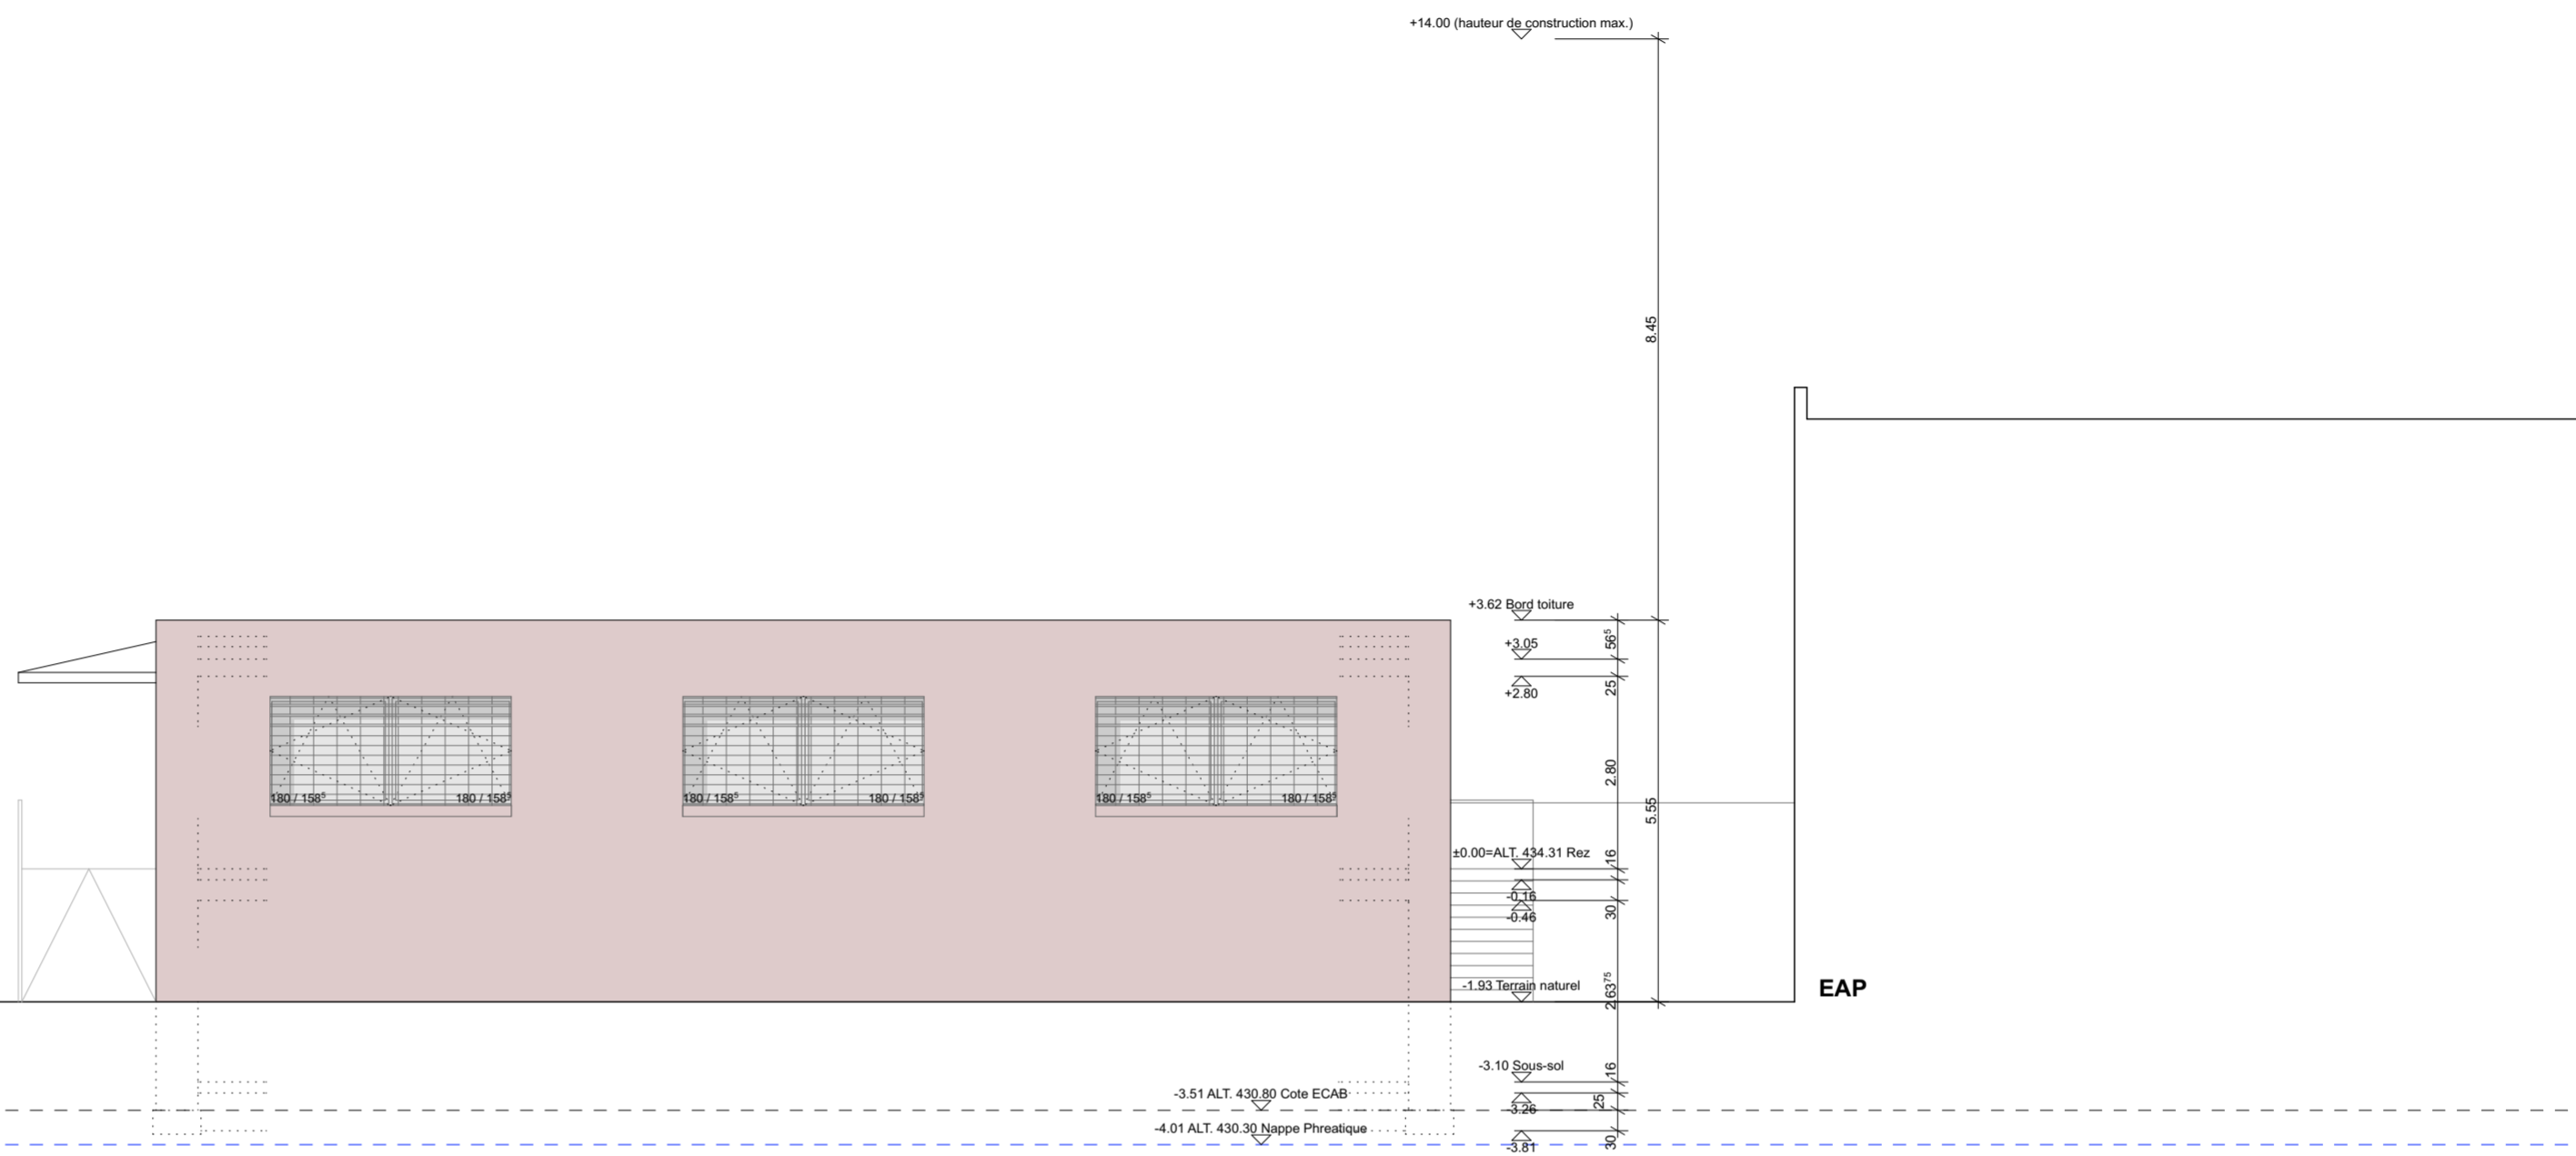 +14.00 (hauteur de construction max.)
8.45
+3.62 Bord toiture
56⁵
+3.05
25
+2.80
2.80
180 / 158⁵
180 / 158⁵
180 / 158⁵
180 / 158⁵
180 / 158⁵
180 / 158⁵
5.55
±0.00=ALT. 434.31 Rez
16
-0.16
30
-0.46
2.63⁷⁵
-1.93 Terrain naturel
EAP
-3.10 Sous-sol
16
-3.51 ALT. 430.80 Cote ECAB
25
-3.26
-4.01 ALT. 430.30 Nappe Phreatique
30
-3.81